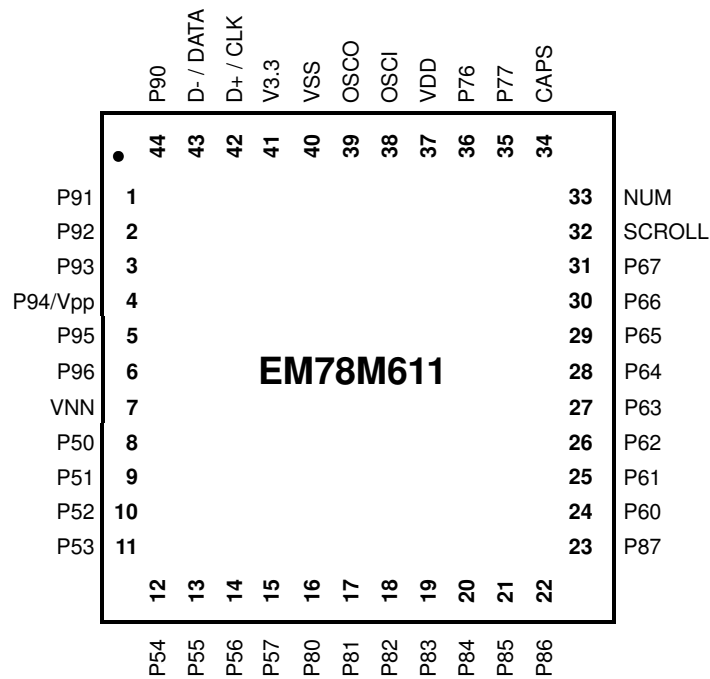 P90 D- / DATA D+ / CLK V3.3 VSS OSCO OSCI VDD P76 P77 CAPS
44 43 42 41 40 39 38 37 36 35 34
P91 1 33 NUM
P92 2 32 SCROLL
P93 3 31 P67
P94/Vpp 4 30 P66
P95 5 29 P65
P96 6 EM78M611 28 P64
VNN 7 27 P63
P50 8 26 P62
P51 9 25 P61
P52 10 24 P60
P53 11 23 P87
12 13 14 15 16 17 18 19 20 21 22
P54 P55 P56 P57 P80 P81 P82 P83 P84 P85 P86